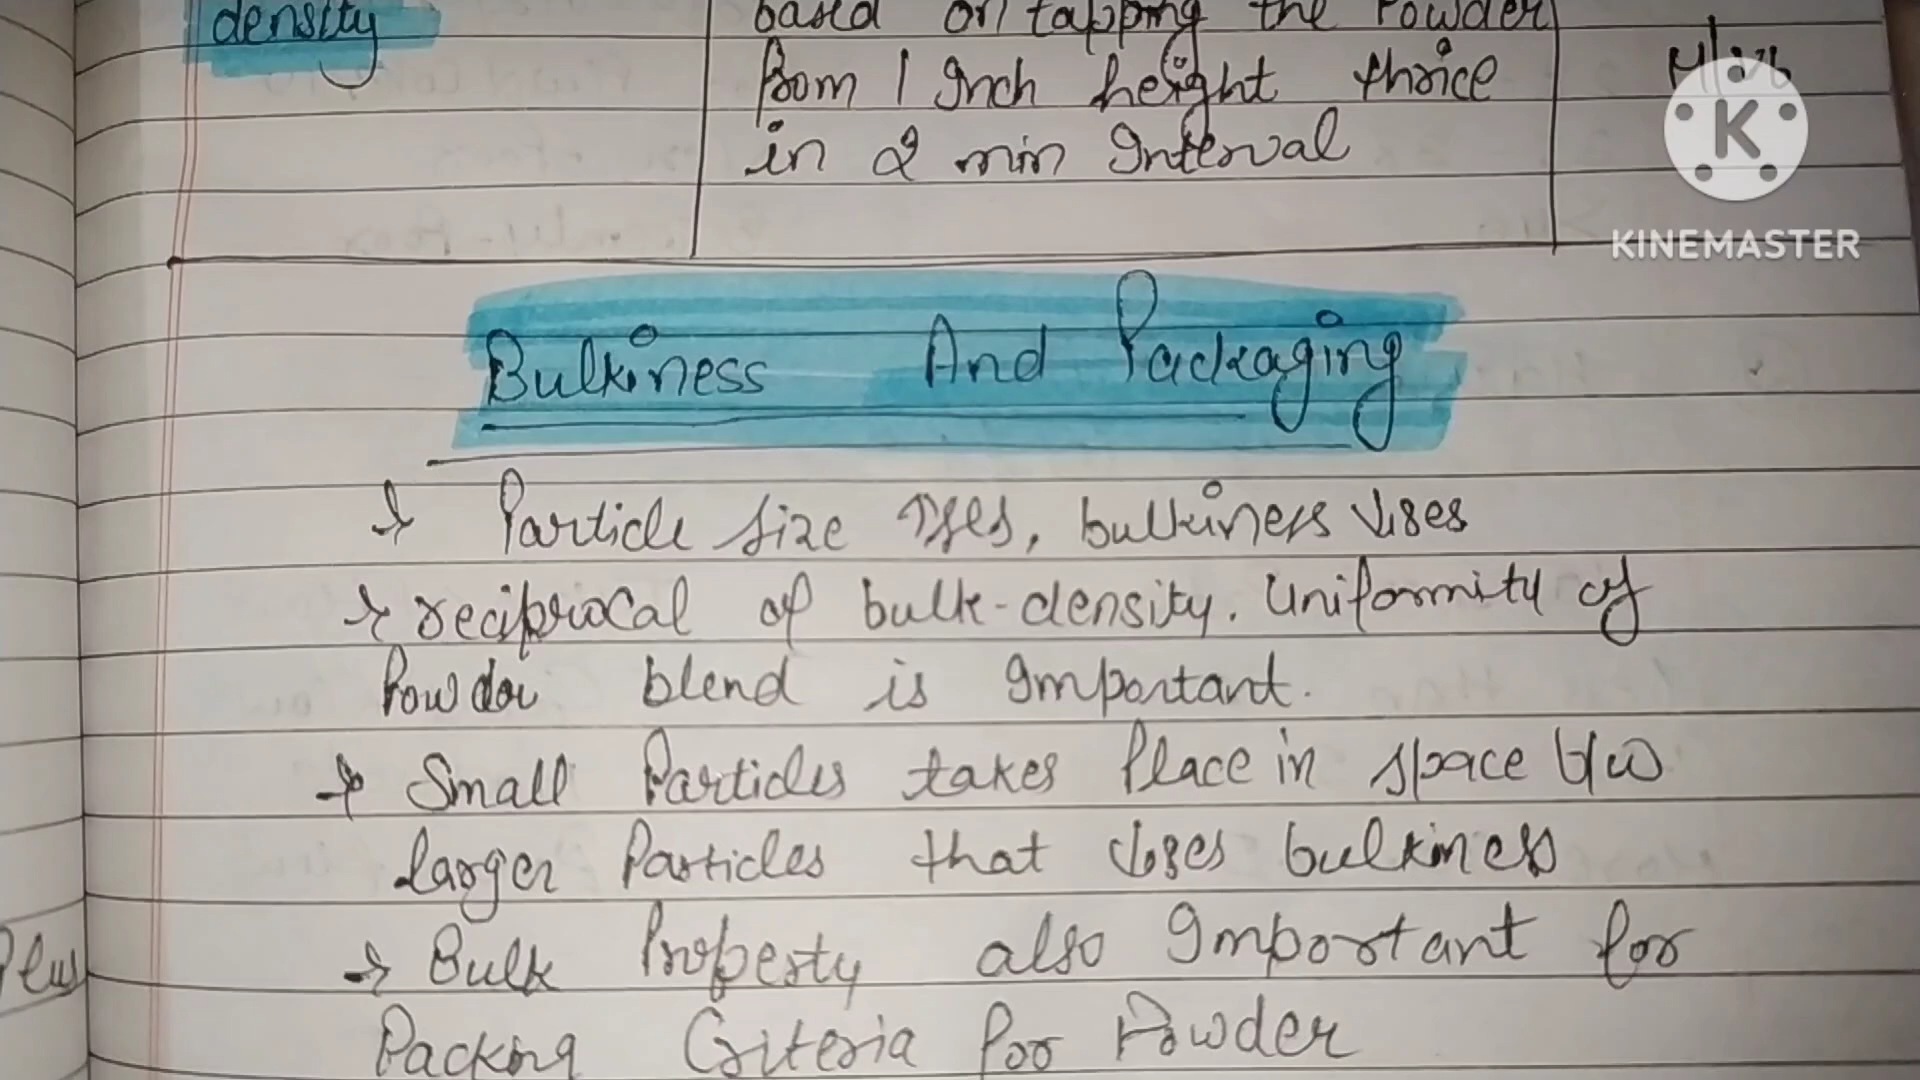 density
based on tapping the Powder
from 1 Inch height thrice
in 2 min Interval
KINEMASTER
Bulkiness And Packaging
→ Particle size ↑ses, bulkiness ↓ses
→ reciprocal of bulk-density. Uniformity of
Powder blend is Important.
→ Small Particles takes Place in space b/w
larger Particles that ↓ses bulkiness
→ Bulk Property also Important for
Packing Criteria for Powder
Plus